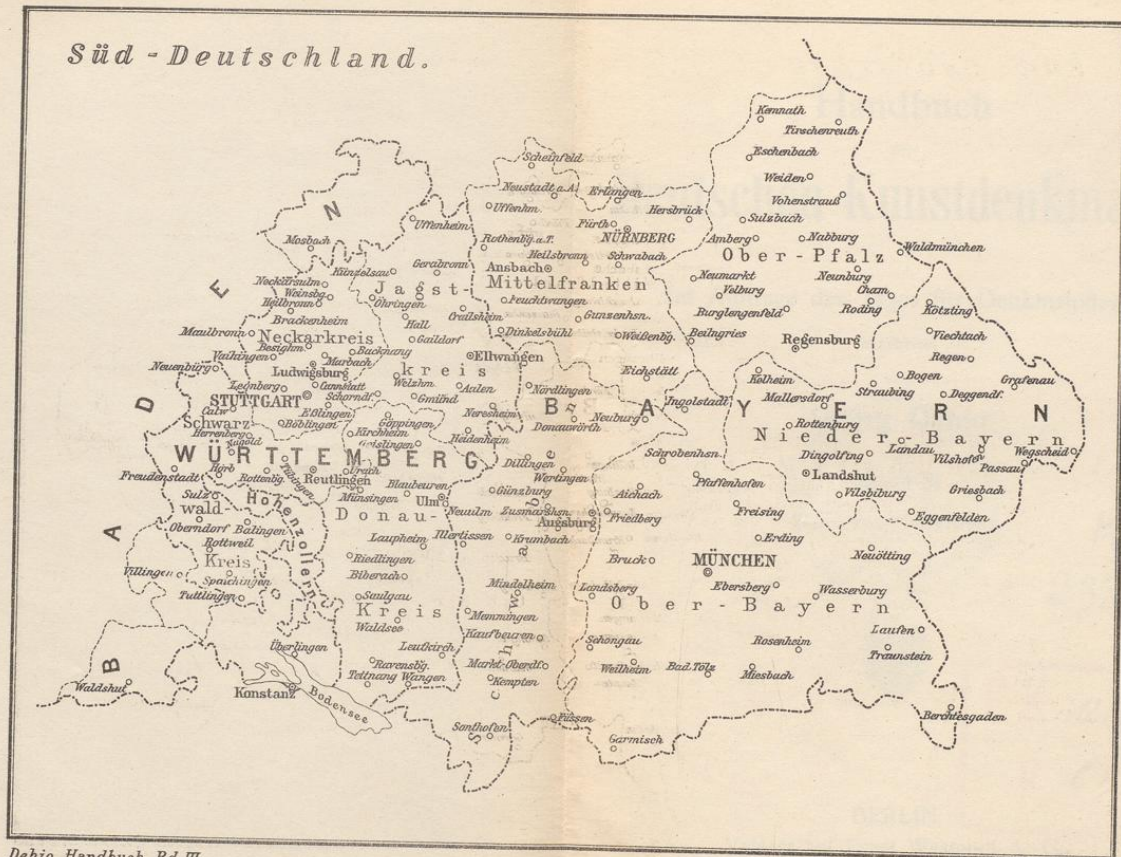 Süd-Deutschland.
Kemnath
Tirschenreuth
Eschenbach
Weiden
Vohenstrauß
Sulzbach
Amberg
Nabburg
Waldmünchen
Ober-Pfalz
Neumarkt
Neunburg
Velburg
Cham
Burglengenfeld
Roding
Kötzting
Beilngries
Regensburg
Viechtach
Regen
Scheinfeld
Neustadt a.A.
Erlangen
Uffenhm.
Hersbrück
Fürth
NÜRNBERG
Rothenbg. a.T.
Heilsbronn
Schwabach
Ansbach
Mittelfranken
Feuchtwangen
Gunzenhsn.
Dinkelsbühl
Weißenbg.
Eichstätt
Mosbach
Uffenheim
Künzelsau
Gerabronn
Neckarsulm
Weinsbg.
Jagst-
Heilbronn
Öhringen
Brackenheim
Hall
Crailsheim
Maulbronn
Neckarkreis
Gaildorf
Besighm.
Vaihingen
Marbach
Backnang
Ellwangen
Neuenbürg
Ludwigsburg
kreis
Leonberg
Cannstatt
Welzhm.
Aalen
STUTTGART
Schorndf.
Gmünd
Calw
Eßlingen
Neresheim
Schwarz-
Böblingen
Göppingen
Herrenberg
Kirchheim
Heidenheim
Nagold
Geislingen
WÜRTTEMBERG
Freudenstadt
Horb
Rottenbg.
Tübingen
Reutlingen
Urach
Blaubeuren
Sulz
Hohenzollern
Münsingen
Ulm
wald-
Donau-
Oberndorf
Balingen
Laupheim
Rottweil
Kreis
Riedlingen
Villingen
Spaichingen
Biberach
Tuttlingen
Saulgau
Kreis
Waldsee
Leutkirch
Überlingen
Ravensbg.
Tettnang
Wangen
Waldshut
Konstanz
Bodensee
BADEN
BAYERN
Nördlingen
Donauwörth
Neuburg
Ingolstadt
Dillingen
Wertingen
Günzburg
Zusmarshsn.
Neuulm
Augsburg
Illertissen
Krumbach
Mindelheim
Memmingen
Kaufbeuren
Markt-Oberdf.
Kempten
Sonthofen
Füssen
Schwaben
Kelheim
Mallersdorf
Straubing
Bogen
Deggendf.
Grafenau
Rottenburg
Nieder-Bayern
Dingolfing
Landau
Vilshofen
Passau
Wegscheid
Landshut
Vilsbiburg
Griesbach
Eggenfelden
Schrobenhsn.
Pfaffenhofen
Aichach
Freising
Friedberg
Erding
Neuötting
Bruck
MÜNCHEN
Landsberg
Ebersberg
Wasserburg
Ober-Bayern
Laufen
Schongau
Rosenheim
Traunstein
Weilheim
Bad. Tölz
Miesbach
Berchtesgaden
Garmisch
Dehio, Handbuch, Bd. III.